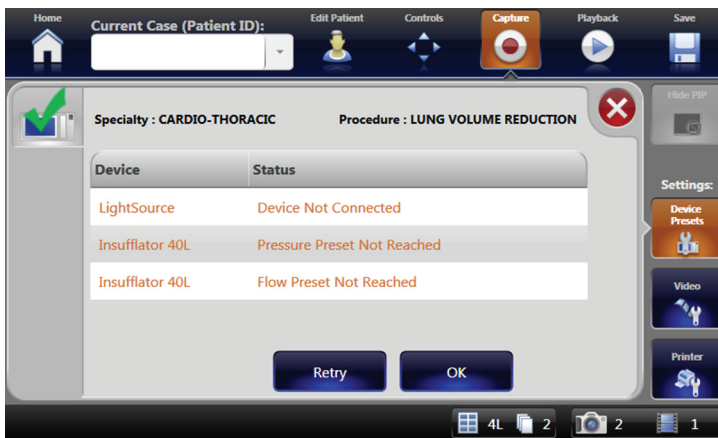 Home
Current Case (Patient ID):
Edit Patient
Controls
Capture
Playback
Save
Hide PIP
Specialty : CARDIO-THORACIC Procedure : LUNG VOLUME REDUCTION
Device Status
LightSource Device Not Connected
Insufflator 40L Pressure Preset Not Reached
Insufflator 40L Flow Preset Not Reached
Retry OK
Settings:
Device
Presets
Video
Printer
4L 2 2 1